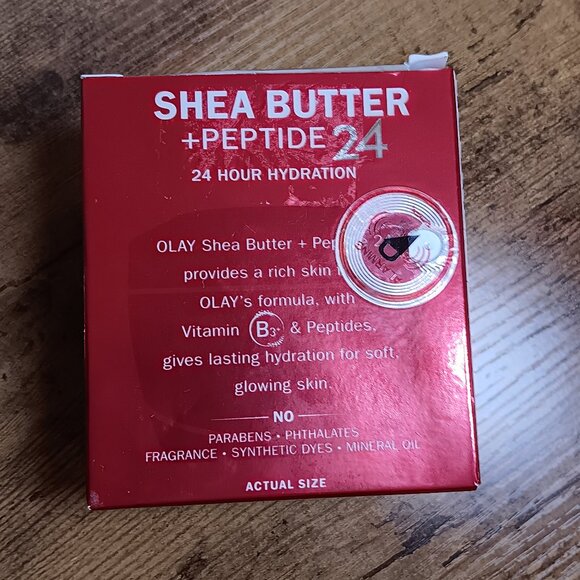 SHEA BUTTER
+PEPTIDE 24
24 HOUR HYDRATION
OLAY Shea Butter + Pep
provides a rich skin
OLAY's formula, with
Vitamin B3+ & Peptides,
gives lasting hydration for soft,
glowing skin.
NO
PARABENS • PHTHALATES
FRAGRANCE • SYNTHETIC DYES • MINERAL OIL
ACTUAL SIZE